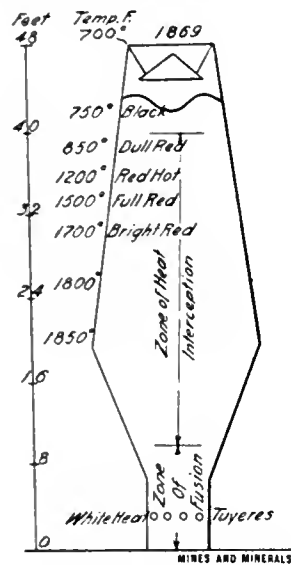 Feet
Temp. F.
48
700°
1869
750° Black
40
850° Dull Red
1200° Red Hot
1500° Full Red
32
1700° Bright Red
1800°
24
Zone of Heat
Interception
1850°
16
8
Zone
Of
Fusion
White Heat
Tuyeres
0
MINES AND MINERALS